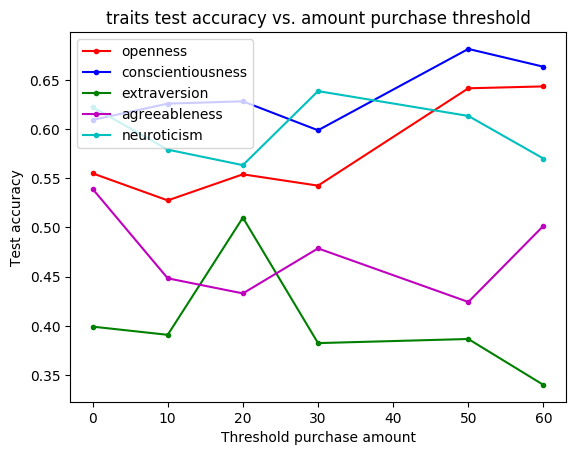 traits test accuracy vs. amount purchase threshold
openness
conscientiousness
extraversion
agreeableness
neuroticism
Test accuracy
0.65
0.60
0.55
0.50
0.45
0.40
0.35
0 10 20 30 40 50 60
Threshold purchase amount